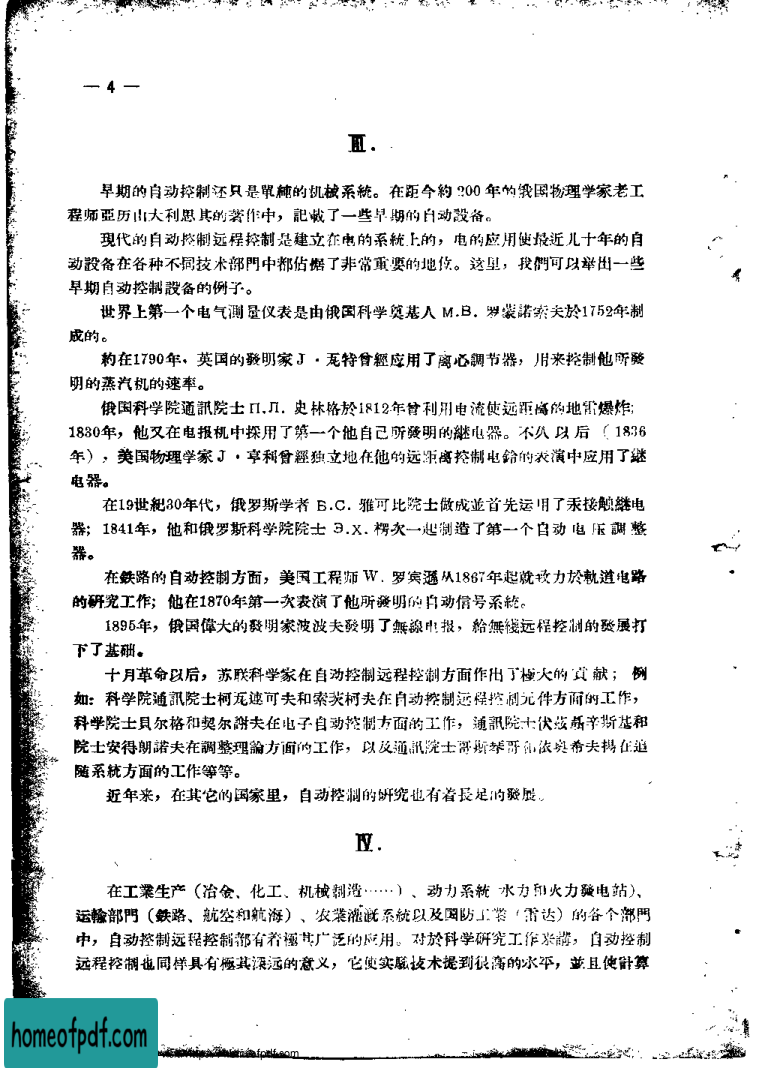 — 4 —
Ⅲ.
早期的自动控制还只是單純的机械系統。在距今約200年的俄国物理学家老工
程师亞历山大利思其的著作中，記載了一些早期的自动設备。
現代的自动控制远程控制是建立在电的系統上的，电的应用使最近几十年的自
动設备在各种不同技术部門中都佔据了非常重要的地位。这里，我們可以举出一些
早期自动控制設备的例子。
世界上第一个电气測量仪表是由俄国科学奠基人 M.B. 罗蒙諾索夫於1752年制
成的。
約在1790年，英国的發明家 J·瓦特曾經应用了离心調节器，用来控制他所發
明的蒸汽机的速率。
俄国科学院通訊院士 П.Л. 史林格於1812年曾利用电流使远距离的地雷爆炸；
1830年，他又在电报机中採用了第一个他自己所發明的継电器。不久以后（1836
年），美国物理学家 J·亨利曾經独立地在他的远距离控制电鈴的表演中应用了継
电器。
在19世紀30年代，俄罗斯学者 Б.С. 雅可比院士做成並首先运用了汞接触継电
器；1841年，他和俄罗斯科学院院士 Э.Х. 楞次一起制造了第一个自动电压調整
器。
在鉄路的自动控制方面，美国工程师 W. 罗宾遜从1867年起就致力於軌道电路
的研究工作；他在1870年第一次表演了他所發明的自动信号系統。
1895年，俄国偉大的發明家波波夫發明了無線电报，給無綫远程控制的發展打
下了基础。
十月革命以后，苏联科学家在自动控制远程控制方面作出了極大的貢献；例
如：科学院通訊院士柯瓦連可夫和索茨柯夫在自动控制远程控制元件方面的工作，
科学院士貝尔格和契尔謝夫在电子自动控制方面的工作，通訊院士伏茲聂辛斯基和
院士安得朗諾夫在調整理論方面的工作，以及通訊院士哥斯 哥和 希夫 在追
随系統方面的工作等等。
近年来，在其它的国家里，自动控制的研究也有着長足的發展。
Ⅳ.
在工業生产（冶金、化工、机械制造……）、动力系統 水力和火力發电站）、
运輸部門（鉄路、航空和航海）、农業灌溉系統以及国防工業（雷达）的各个部門
中，自动控制远程控制都有着極其广泛的应用。对於科学研究工作来講，自动控制
远程控制也同样具有極其深远的意义，它使实驗技术提到很高的水平，並且使計算
homeofpdf.com